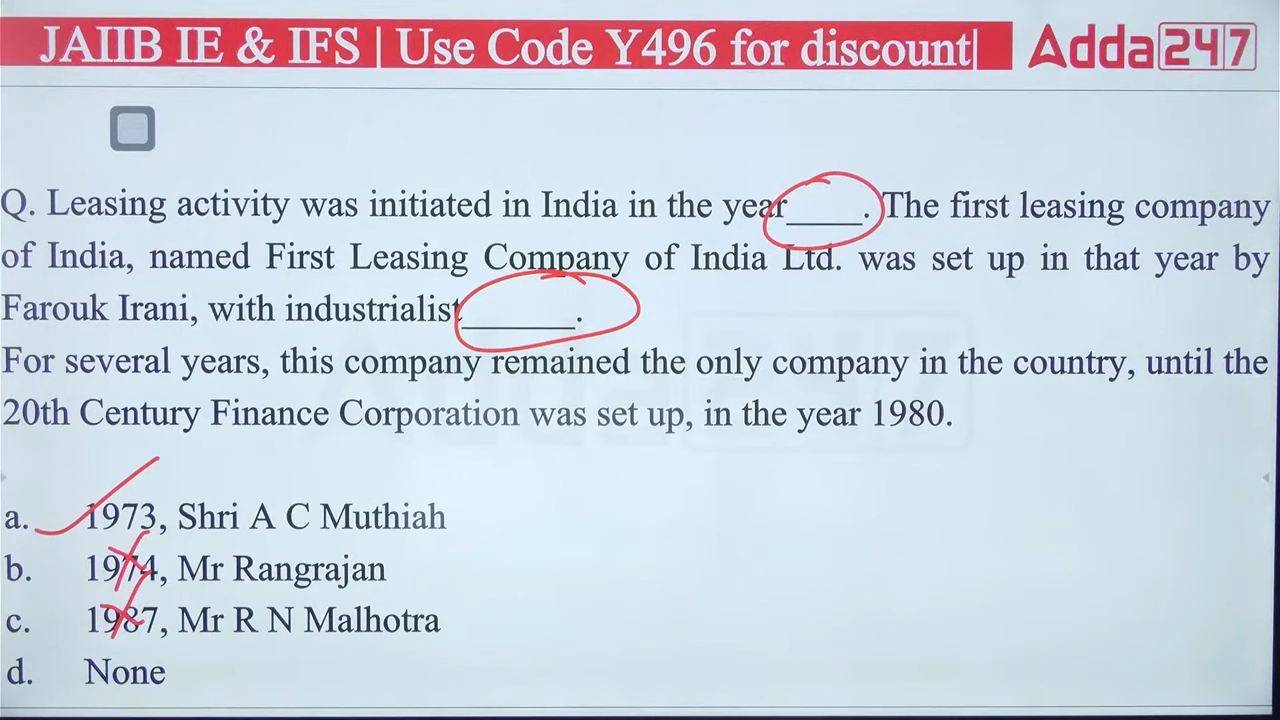 JAIIB IE & IFS | Use Code Y496 for discount| Adda247
Q. Leasing activity was initiated in India in the year____. The first leasing company
of India, named First Leasing Company of India Ltd. was set up in that year by
Farouk Irani, with industrialist______.
For several years, this company remained the only company in the country, until the
20th Century Finance Corporation was set up, in the year 1980.
a. 1973, Shri A C Muthiah
b. 1974, Mr Rangrajan
c. 1987, Mr R N Malhotra
d. None